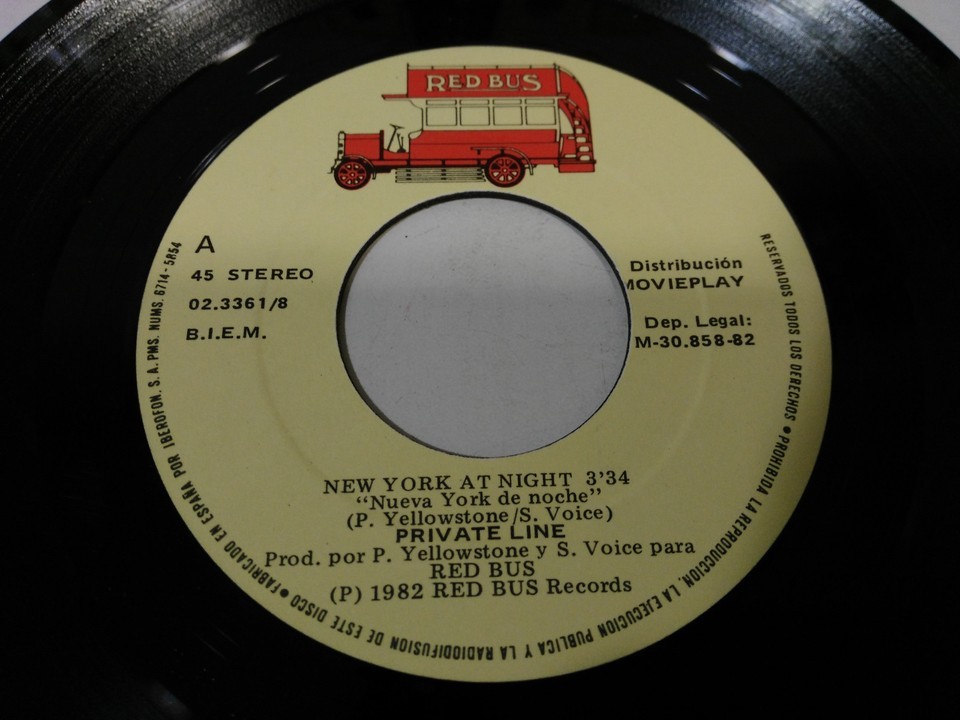 RED BUS
A
45 STEREO
02.3361/8
B.I.E.M.
Distribución
MOVIEPLAY
Dep. Legal:
M-30.858-82
NEW YORK AT NIGHT 3'34
"Nueva York de noche"
(P. Yellowstone/S. Voice)
PRIVATE LINE
Prod. por P. Yellowstone y S. Voice para
RED BUS
(P) 1982 RED BUS Records
RESERVADOS TODOS LOS DERECHOS • PROHIBIDA LA REPRODUCCION, LA EJECUCION PUBLICA Y LA RADIODIFUSION DE ESTE DISCO • FABRICADO EN ESPAÑA POR IBEROFON, S. A. PMS. NUMS. 6714 - 5R54